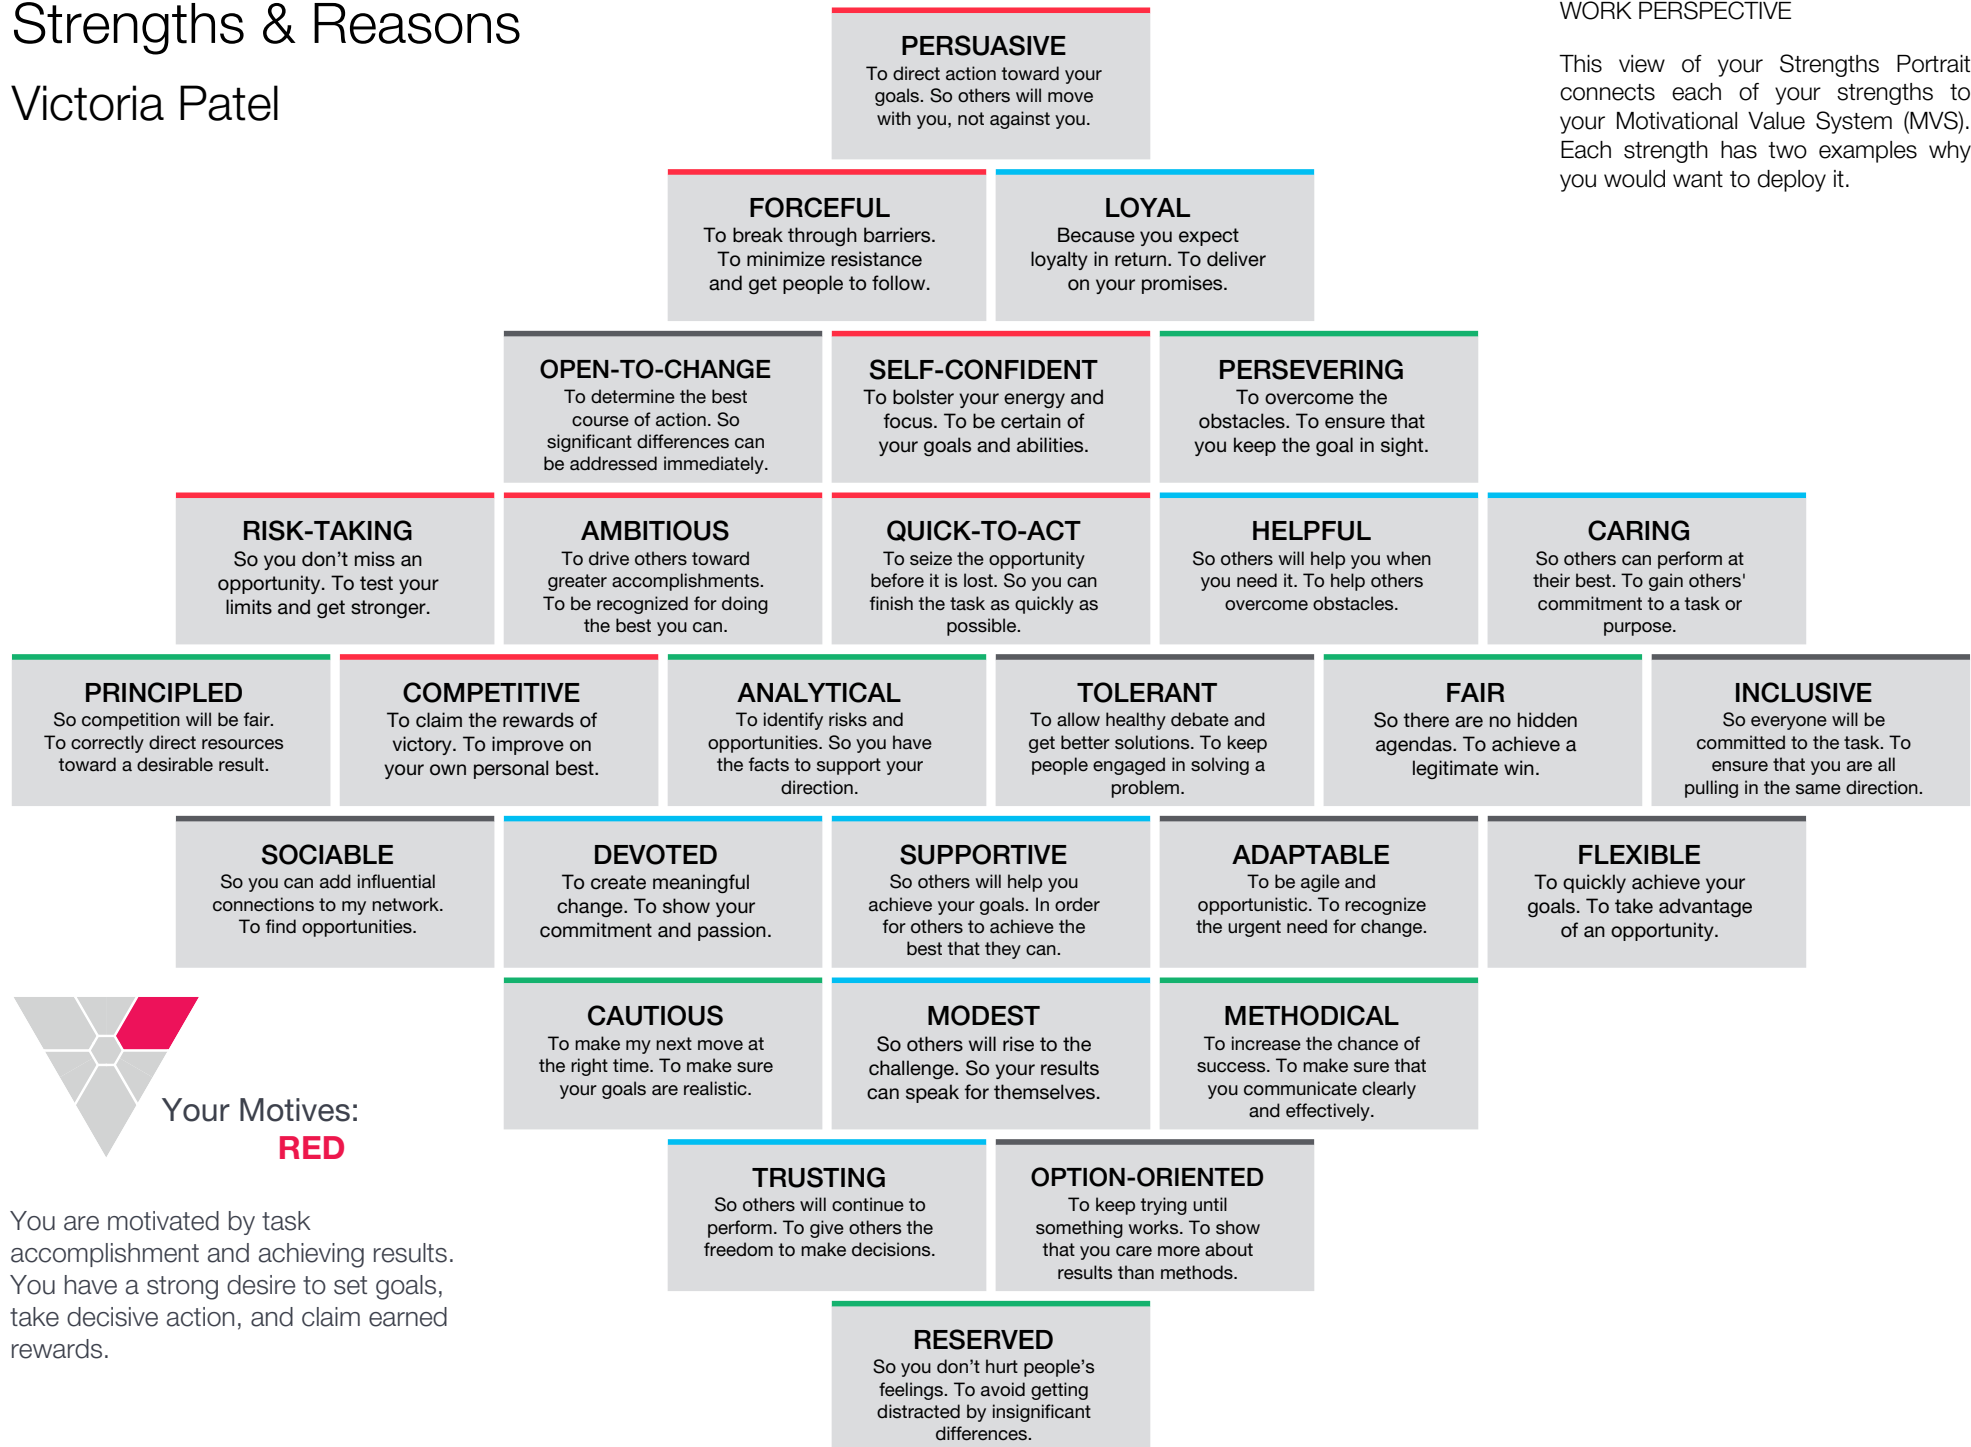 Strengths & Reasons
Victoria Patel
WORK PERSPECTIVE
This view of your Strengths Portrait
connects each of your strengths to
your Motivational Value System (MVS).
Each strength has two examples why
you would want to deploy it.
PERSUASIVE
To direct action toward your
goals. So others will move
with you, not against you.
FORCEFUL
To break through barriers.
To minimize resistance
and get people to follow.
LOYAL
Because you expect
loyalty in return. To deliver
on your promises.
OPEN-TO-CHANGE
To determine the best
course of action. So
significant differences can
be addressed immediately.
SELF-CONFIDENT
To bolster your energy and
focus. To be certain of
your goals and abilities.
PERSEVERING
To overcome the
obstacles. To ensure that
you keep the goal in sight.
RISK-TAKING
So you don't miss an
opportunity. To test your
limits and get stronger.
AMBITIOUS
To drive others toward
greater accomplishments.
To be recognized for doing
the best you can.
QUICK-TO-ACT
To seize the opportunity
before it is lost. So you can
finish the task as quickly as
possible.
HELPFUL
So others will help you when
you need it. To help others
overcome obstacles.
CARING
So others can perform at
their best. To gain others'
commitment to a task or
purpose.
PRINCIPLED
So competition will be fair.
To correctly direct resources
toward a desirable result.
COMPETITIVE
To claim the rewards of
victory. To improve on
your own personal best.
ANALYTICAL
To identify risks and
opportunities. So you have
the facts to support your
direction.
TOLERANT
To allow healthy debate and
get better solutions. To keep
people engaged in solving a
problem.
FAIR
So there are no hidden
agendas. To achieve a
legitimate win.
INCLUSIVE
So everyone will be
committed to the task. To
ensure that you are all
pulling in the same direction.
SOCIABLE
So you can add influential
connections to my network.
To find opportunities.
DEVOTED
To create meaningful
change. To show your
commitment and passion.
SUPPORTIVE
So others will help you
achieve your goals. In order
for others to achieve the
best that they can.
ADAPTABLE
To be agile and
opportunistic. To recognize
the urgent need for change.
FLEXIBLE
To quickly achieve your
goals. To take advantage
of an opportunity.
CAUTIOUS
To make my next move at
the right time. To make sure
your goals are realistic.
MODEST
So others will rise to the
challenge. So your results
can speak for themselves.
METHODICAL
To increase the chance of
success. To make sure that
you communicate clearly
and effectively.
TRUSTING
So others will continue to
perform. To give others the
freedom to make decisions.
OPTION-ORIENTED
To keep trying until
something works. To show
that you care more about
results than methods.
RESERVED
So you don't hurt people's
feelings. To avoid getting
distracted by insignificant
differences.
Your Motives:
RED
You are motivated by task
accomplishment and achieving results.
You have a strong desire to set goals,
take decisive action, and claim earned
rewards.